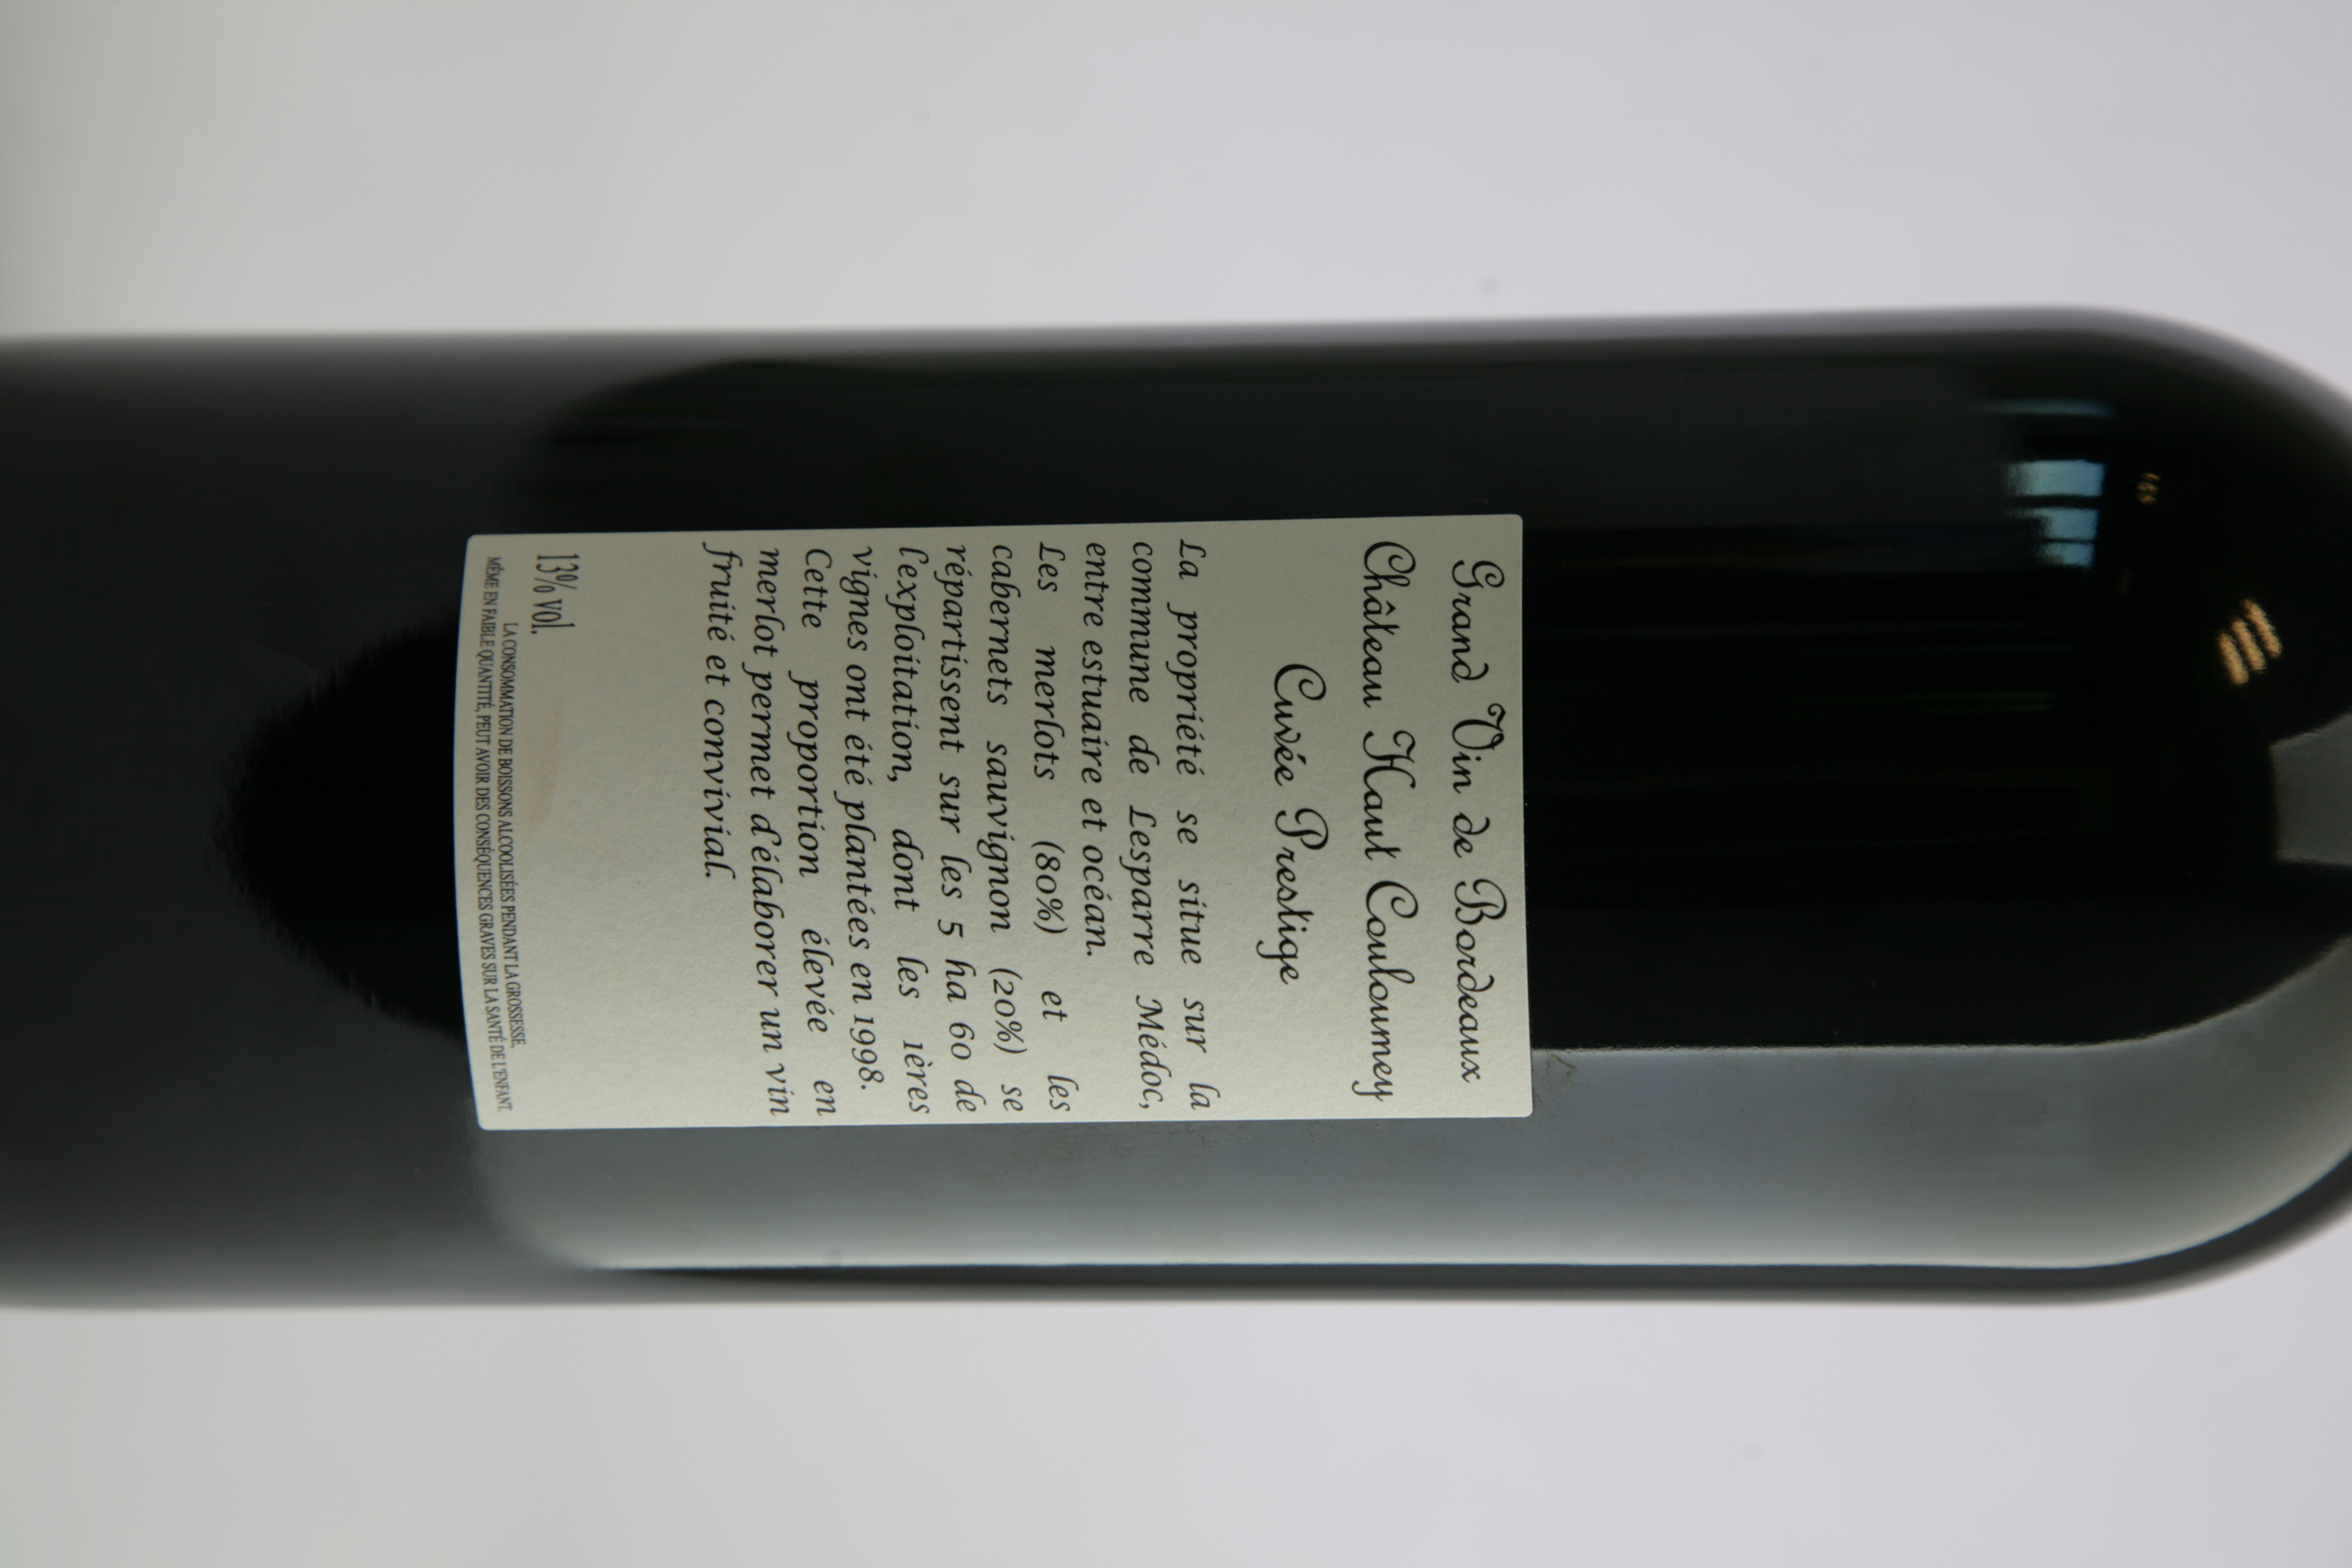 Grand Vin de Bordeaux
Château Haut Couloumey
Cuvée Prestige
La propriété se situe sur la
commune de Lesparre Médoc,
entre estuaire et océan.
Les merlots (80%) et les
cabernets sauvignon (20%) se
répartissent sur les 5 ha 60 de
l'exploitation, dont les 1ères
vignes ont été plantées en 1998.
Cette proportion élevée en
merlot permet d'élaborer un vin
fruité et convivial.
13% vol.
LA CONSOMMATION DE BOISSONS ALCOOLISÉES PENDANT LA GROSSESSE,
MÊME EN FAIBLE QUANTITÉ, PEUT AVOIR DES CONSÉQUENCES GRAVES SUR LA SANTÉ DE L'ENFANT.